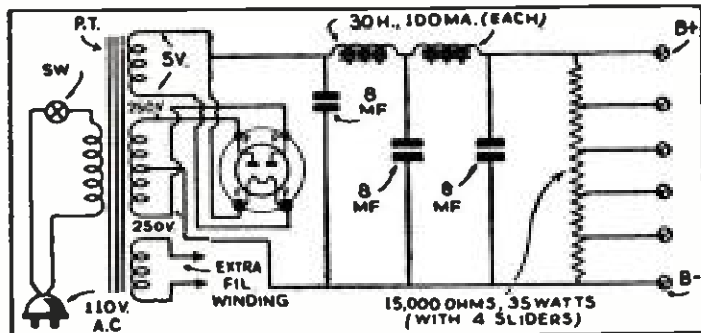 P.T.
SW
5V.
250V.
250V.
110V.
A.C
EXTRA
FIL
WINDING
30 H., 100 MA. (EACH)
8
MF
8
MF
8
MF
15,000 OHMS, 35 WATTS
(WITH 4 SLIDERS)
B+
B-